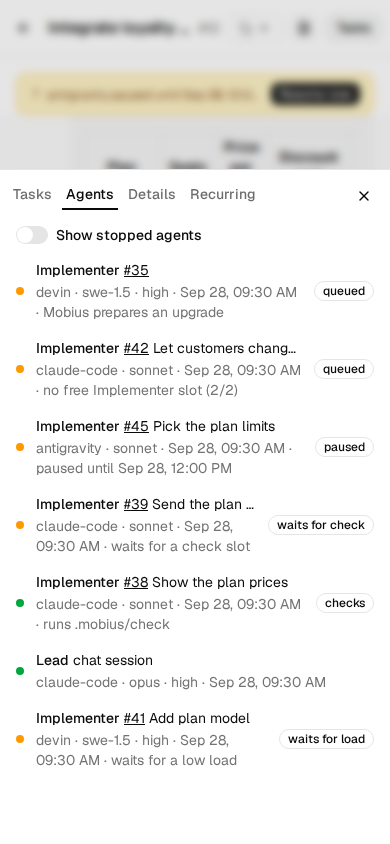 Tasks Agents Details Recurring
Show stopped agents
Implementer #35
devin · swe-1.5 · high · Sep 28, 09:30 AM
· Mobius prepares an upgrade
queued
Implementer #42 Let customers chang...
claude-code · sonnet · Sep 28, 09:30 AM
· no free Implementer slot (2/2)
queued
Implementer #45 Pick the plan limits
antigravity · sonnet · Sep 28, 09:30 AM ·
paused until Sep 28, 12:00 PM
paused
Implementer #39 Send the plan ...
claude-code · sonnet · Sep 28,
09:30 AM · waits for a check slot
waits for check
Implementer #38 Show the plan prices
claude-code · sonnet · Sep 28, 09:30 AM
· runs .mobius/check
checks
Lead chat session
claude-code · opus · high · Sep 28, 09:30 AM
Implementer #41 Add plan model
devin · swe-1.5 · high · Sep 28,
09:30 AM · waits for a low load
waits for load